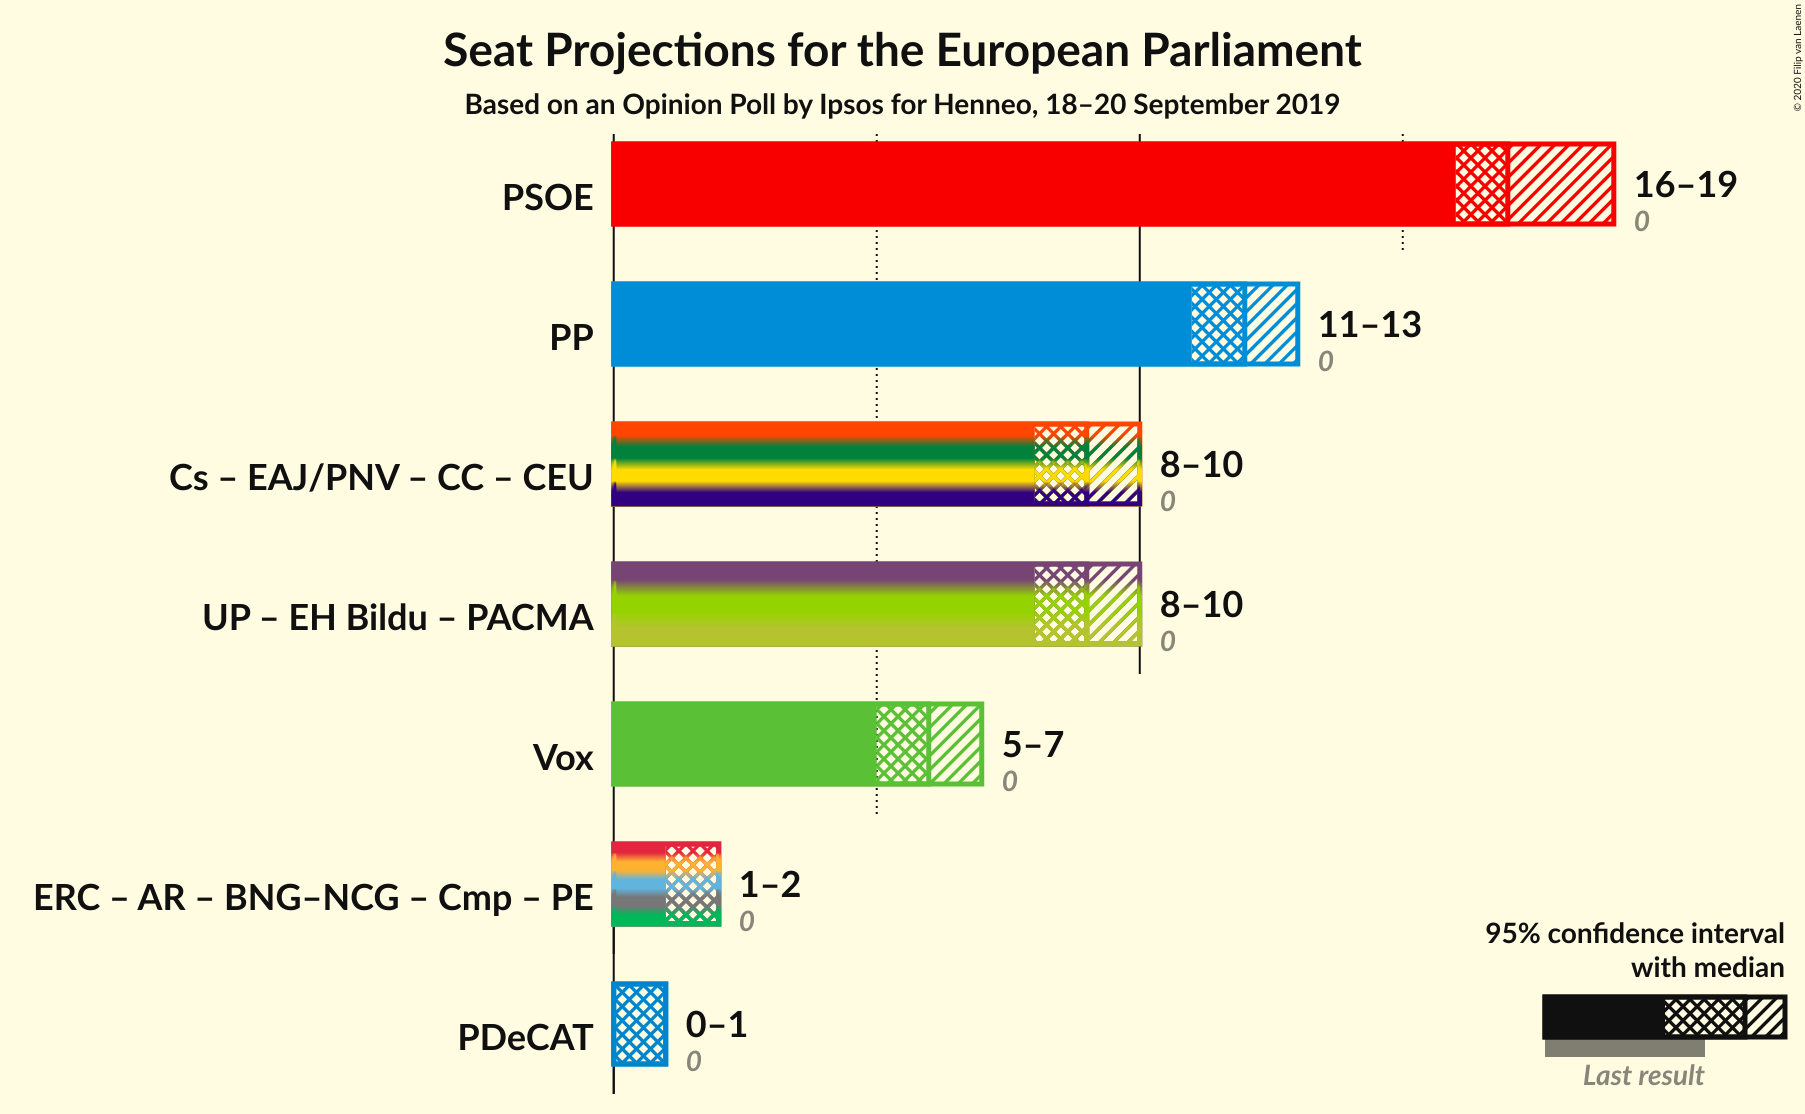 Seat Projections for the European Parliament
Based on an Opinion Poll by Ipsos for Henneo, 18–20 September 2019
© 2020 Filip van Laenen
PSOE
16–19
0
PP
11–13
0
Cs – EAJ/PNV – CC – CEU
8–10
0
UP – EH Bildu – PACMA
8–10
0
Vox
5–7
0
ERC – AR – BNG–NCG – Cmp – PE
1–2
0
PDeCAT
0–1
0
95% confidence interval
with median
Last result